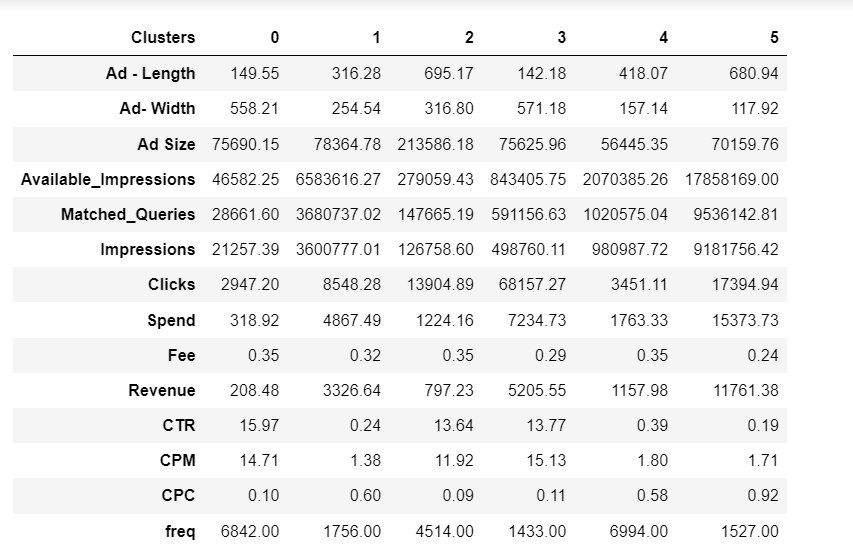 Clusters 0 1 2 3 4 5
Ad - Length 149.55 316.28 695.17 142.18 418.07 680.94
Ad- Width 558.21 254.54 316.80 571.18 157.14 117.92
Ad Size 75690.15 78364.78 213586.18 75625.96 56445.35 70159.76
Available_Impressions 46582.25 6583616.27 279059.43 843405.75 2070385.26 17858169.00
Matched_Queries 28661.60 3680737.02 147665.19 591156.63 1020575.04 9536142.81
Impressions 21257.39 3600777.01 126758.60 498760.11 980987.72 9181756.42
Clicks 2947.20 8548.28 13904.89 68157.27 3451.11 17394.94
Spend 318.92 4867.49 1224.16 7234.73 1763.33 15373.73
Fee 0.35 0.32 0.35 0.29 0.35 0.24
Revenue 208.48 3326.64 797.23 5205.55 1157.98 11761.38
CTR 15.97 0.24 13.64 13.77 0.39 0.19
CPM 14.71 1.38 11.92 15.13 1.80 1.71
CPC 0.10 0.60 0.09 0.11 0.58 0.92
freq 6842.00 1756.00 4514.00 1433.00 6994.00 1527.00